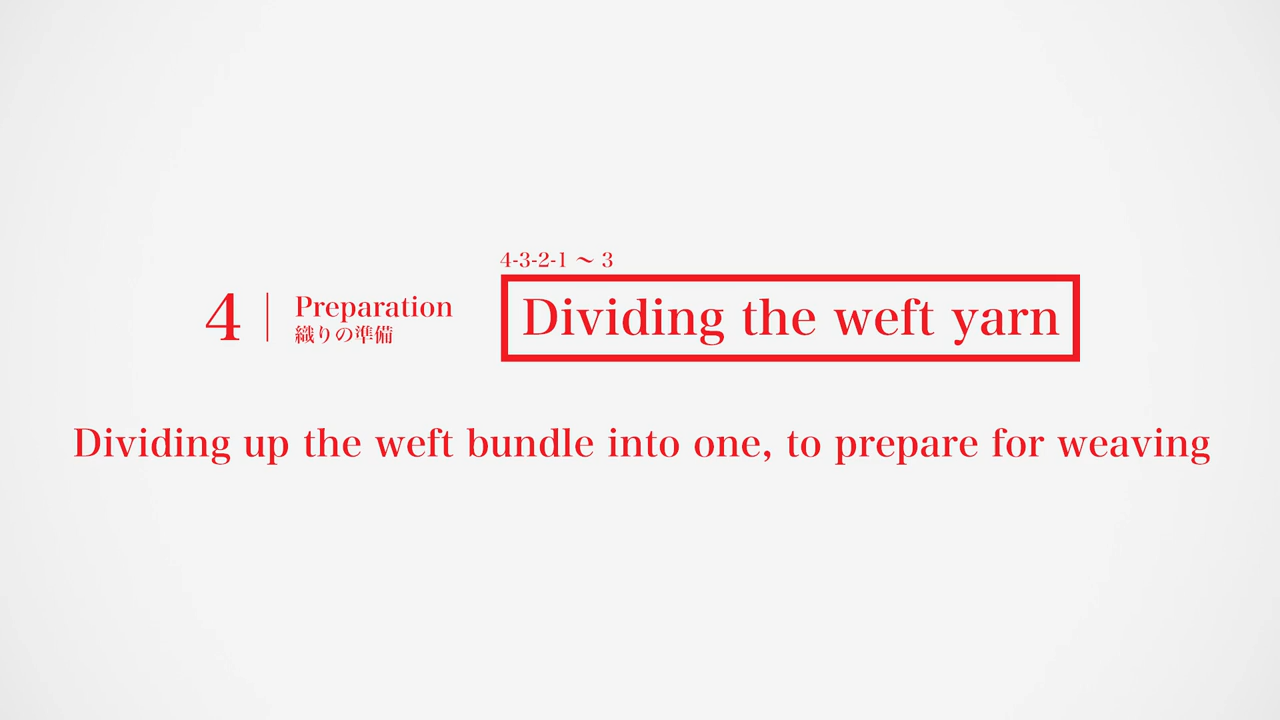 4
Preparation
織りの準備
4-3-2-1 〜 3
Dividing the weft yarn
Dividing up the weft bundle into one, to prepare for weaving